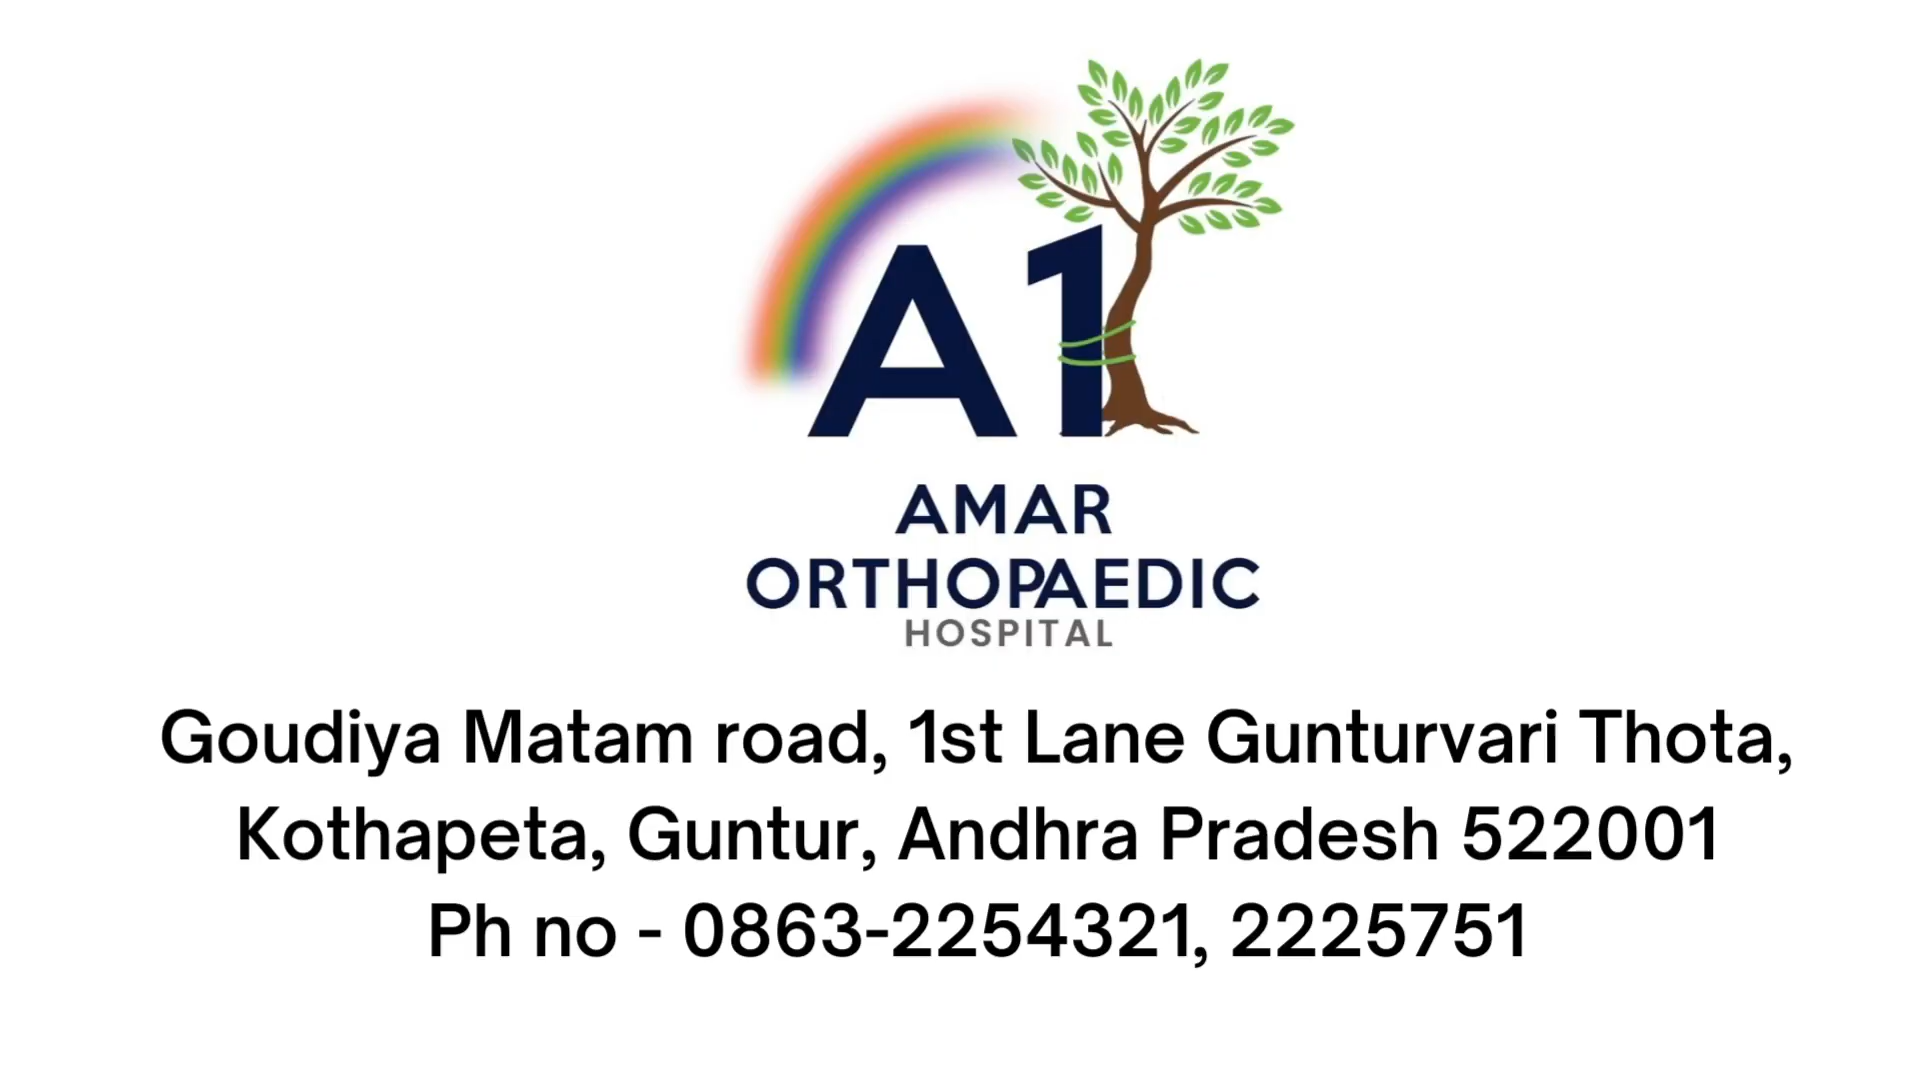 A1
AMAR
ORTHOPAEDIC
HOSPITAL
Goudiya Matam road, 1st Lane Gunturvari Thota,
Kothapeta, Guntur, Andhra Pradesh 522001
Ph no - 0863-2254321, 2225751